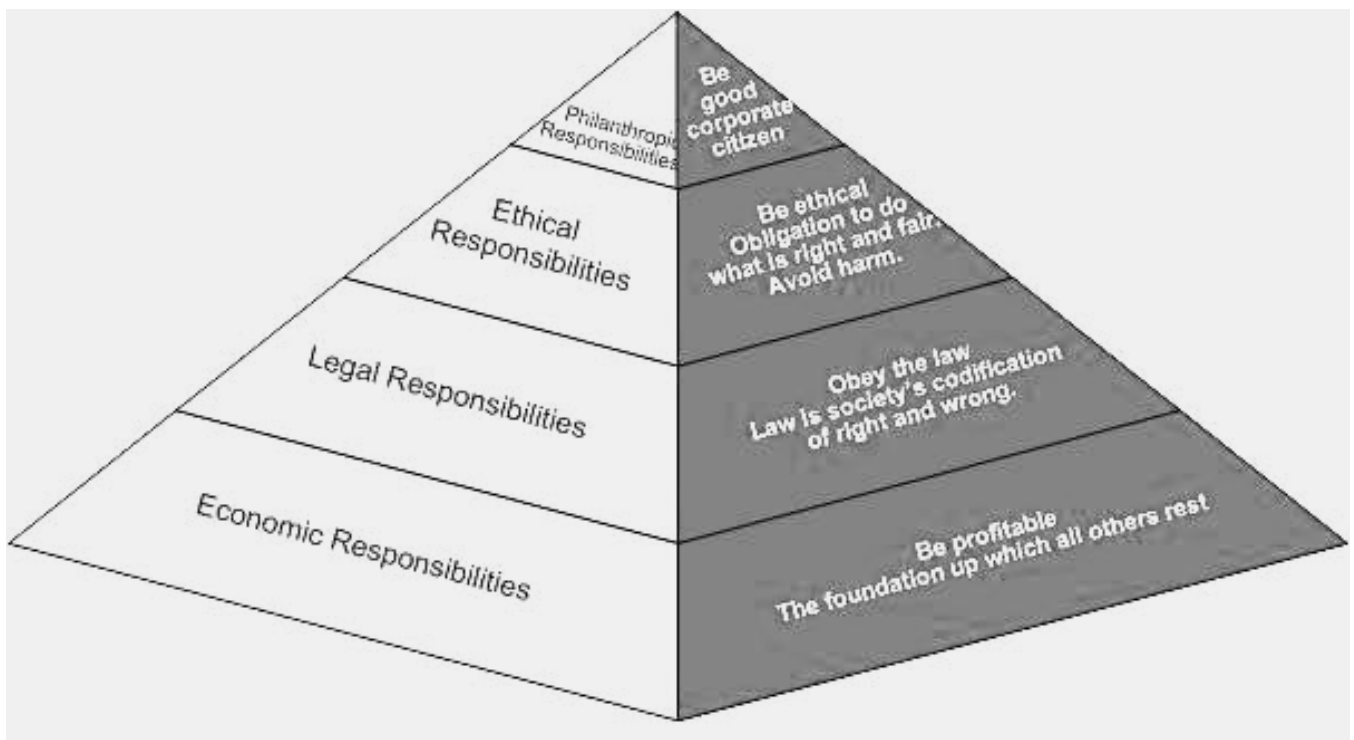 Philanthropic
Responsibilities
Be
good
corporate
citizen
Ethical
Responsibilities
Be ethical
Obligation to do
what is right and fair.
Avoid harm.
Legal Responsibilities
Obey the law
Law is society's codification
of right and wrong.
Economic Responsibilities
Be profitable
The foundation up which all others rest